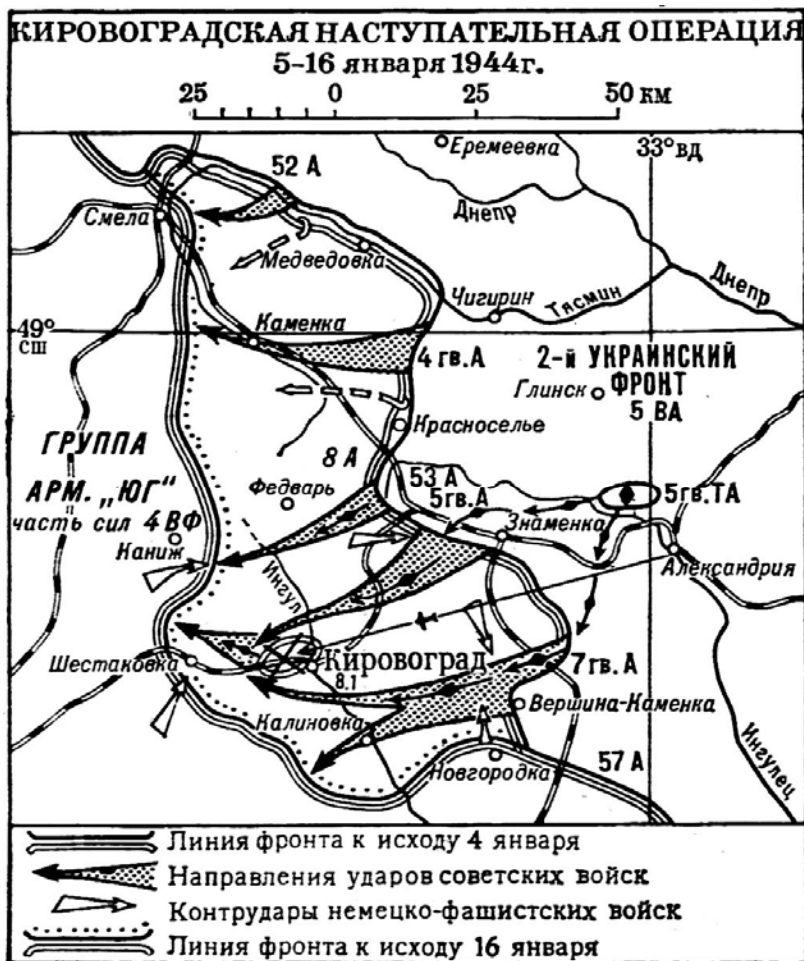 КИРОВОГРАДСКАЯ НАСТУПАТЕЛЬНАЯ ОПЕРАЦИЯ
5-16 января 1944г.
25 0 25 50 км
Еремеевка
33° вд
52 А
Днепр
Смела
Медведовка
Днепр
Чигирин
Тясмин
49°
сш
Каменка
4 гв. А
2-й УКРАИНСКИЙ
ФРОНТ
Глинск
5 ВА
Красноселье
ГРУППА
АРМ. „ЮГ"
часть сил 4 ВФ
8 А
53 А
5гв. А
5гв. ТА
Федварь
Знаменка
Каниж
Александрия
Ингул
Шестаковка
Кировоград
8.1
7гв. А
Калиновка
Вершина-Каменка
Новгородка
57 А
Ингулец
Линия фронта к исходу 4 января
Направления ударов советских войск
Контрудары немецко-фашистских войск
Линия фронта к исходу 16 января